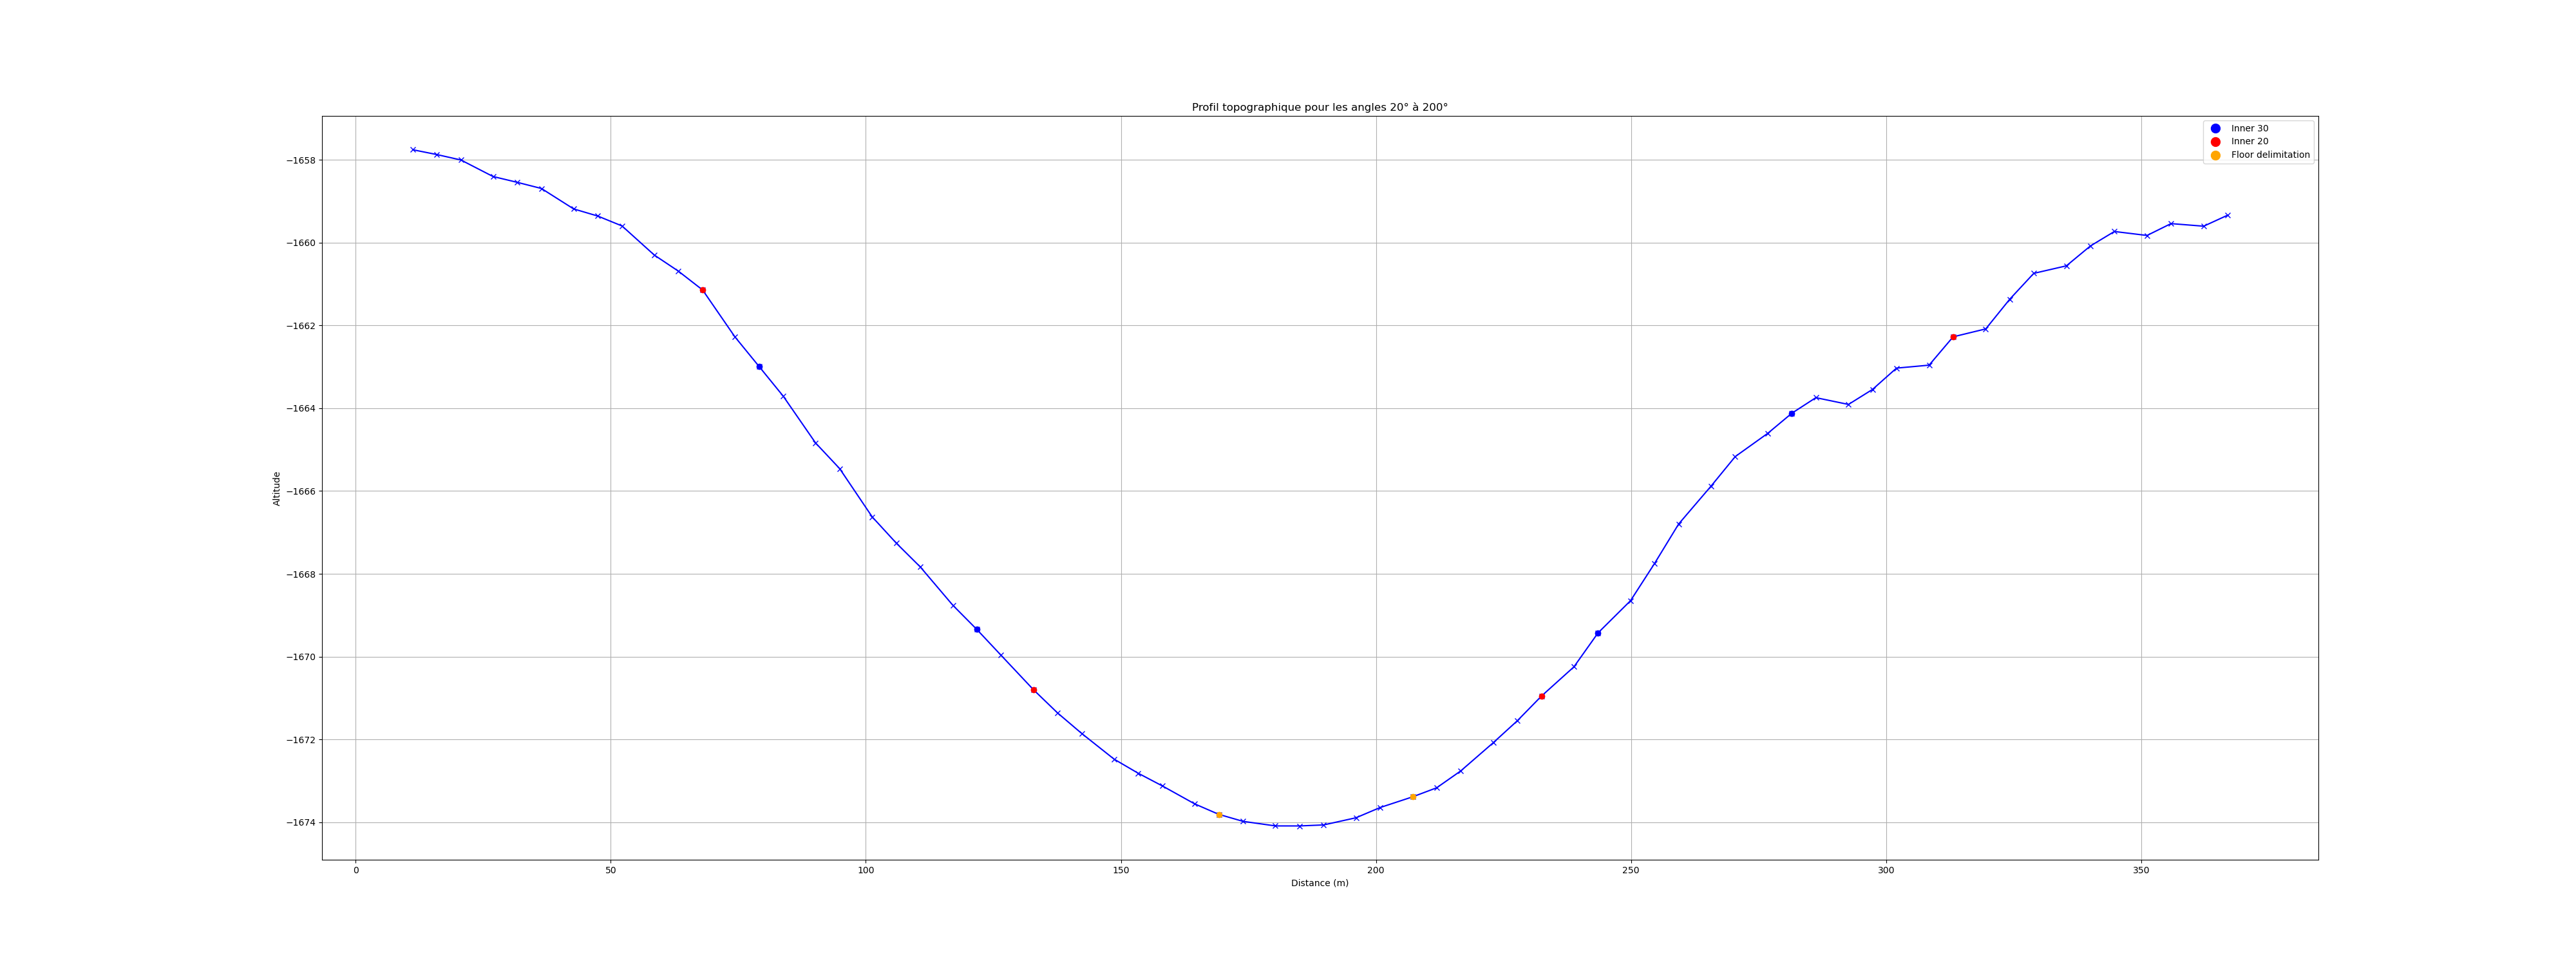 Profil topographique pour les angles 20° à 200°
Inner 30
Inner 20
Floor delimitation
Altitude
−1658
−1660
−1662
−1664
−1666
−1668
−1670
−1672
−1674
0 50 100 150 200 250 300 350
Distance (m)